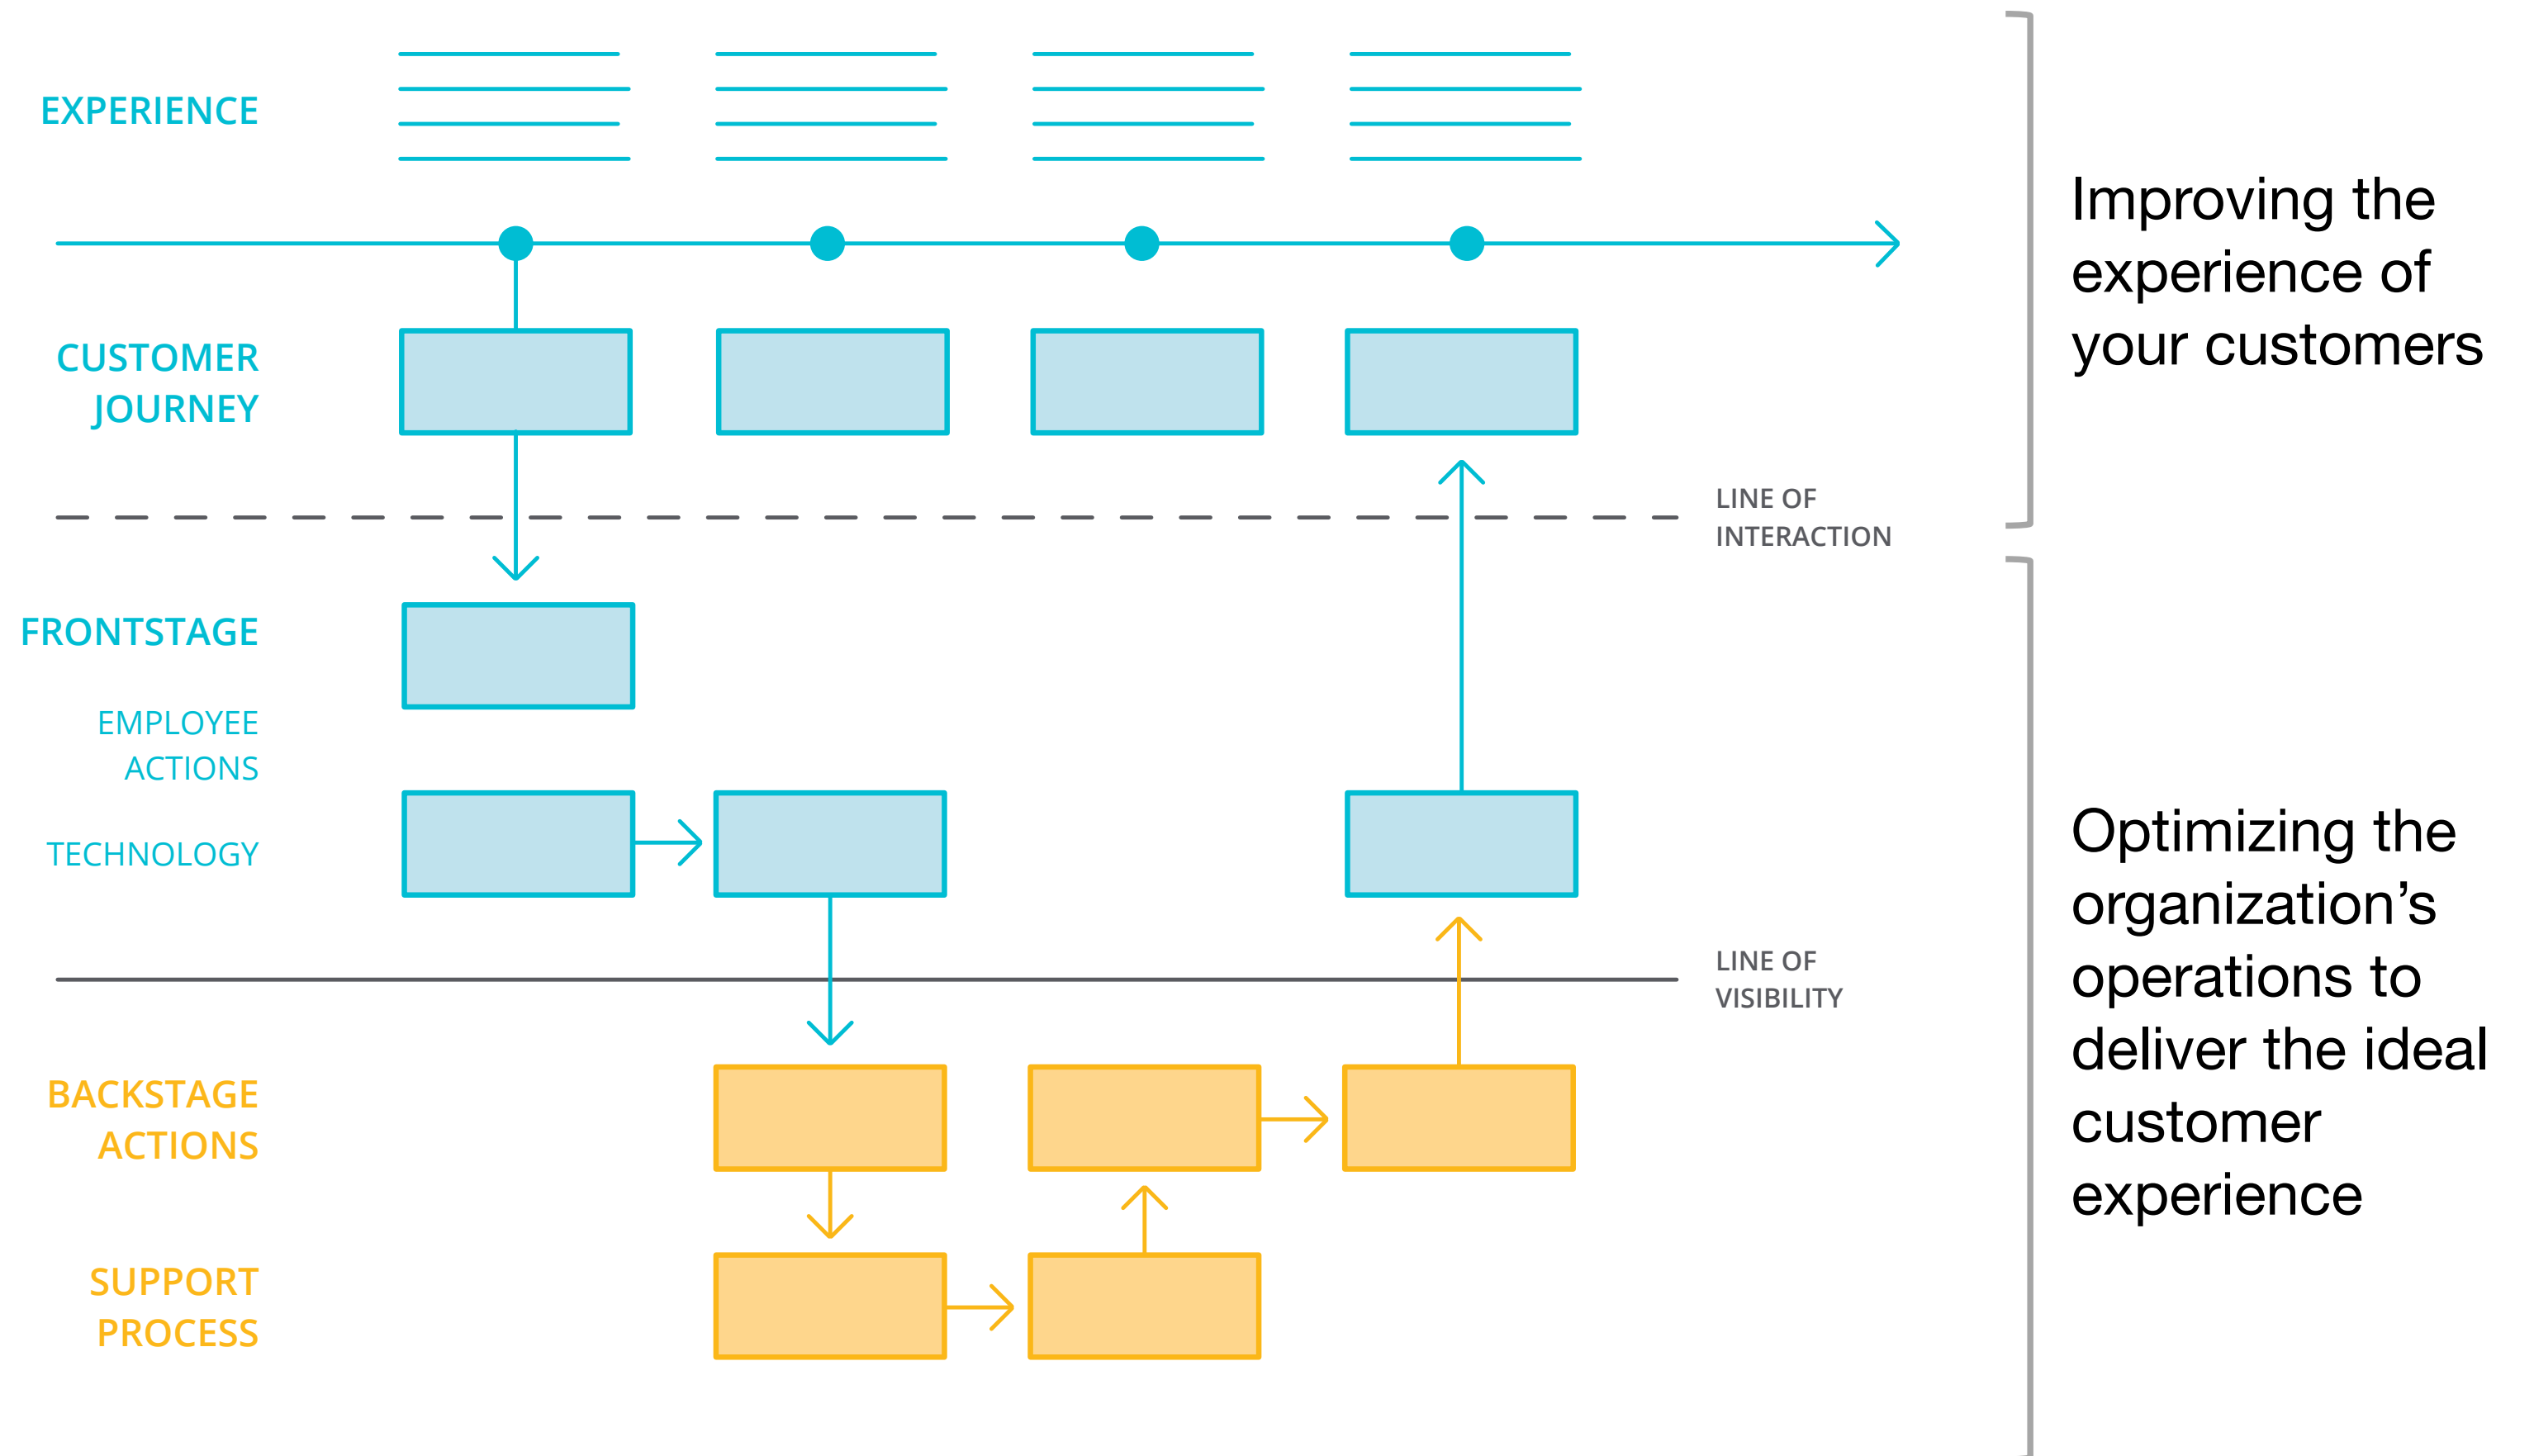 EXPERIENCE
Improving the
experience of
your customers
CUSTOMER
JOURNEY
LINE OF
INTERACTION
FRONTSTAGE
EMPLOYEE
ACTIONS
TECHNOLOGY
Optimizing the
organization’s
operations to
deliver the ideal
customer
experience
LINE OF
VISIBILITY
BACKSTAGE
ACTIONS
SUPPORT
PROCESS